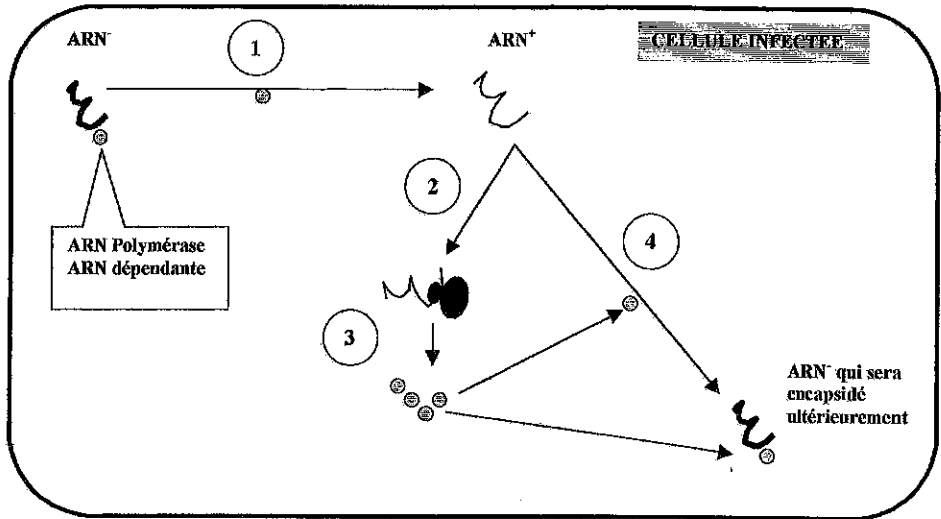 ARN⁻
1
ARN⁺
CELLULE INFECTEE
2
4
ARN Polymérase
ARN dépendante
3
ARN⁻ qui sera
encapsidé
ultérieurement